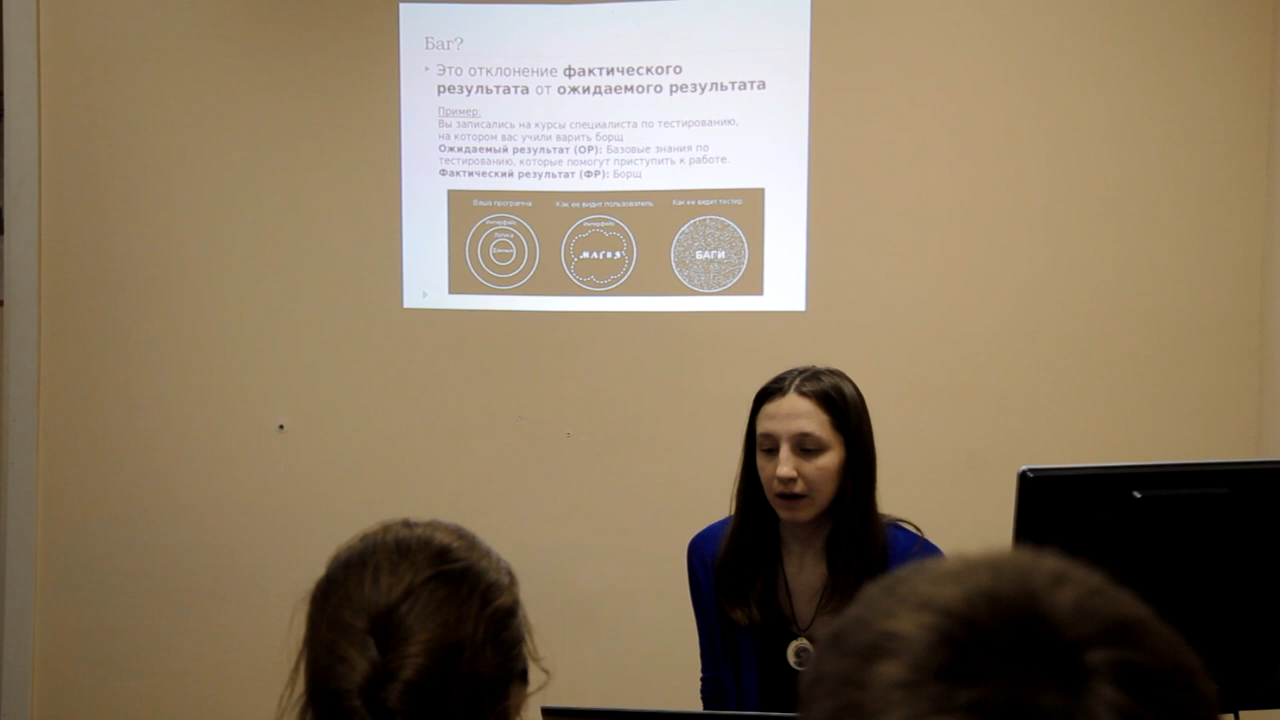 Баг?
Это отклонение фактического
результата от ожидаемого результата
Пример:
Вы записались на курсы специалиста по тестированию,
на котором вас учили варить борщ
Ожидаемый результат (ОР): Базовые знания по
тестированию, которые помогут приступить к работе.
Фактический результат (ФР): Борщ
Ваша программа
Как ее видит пользователь
Как ее видит тестер
Интерфейс
Логика
Данные
Интерфейс
МАГИЯ
БАГИ